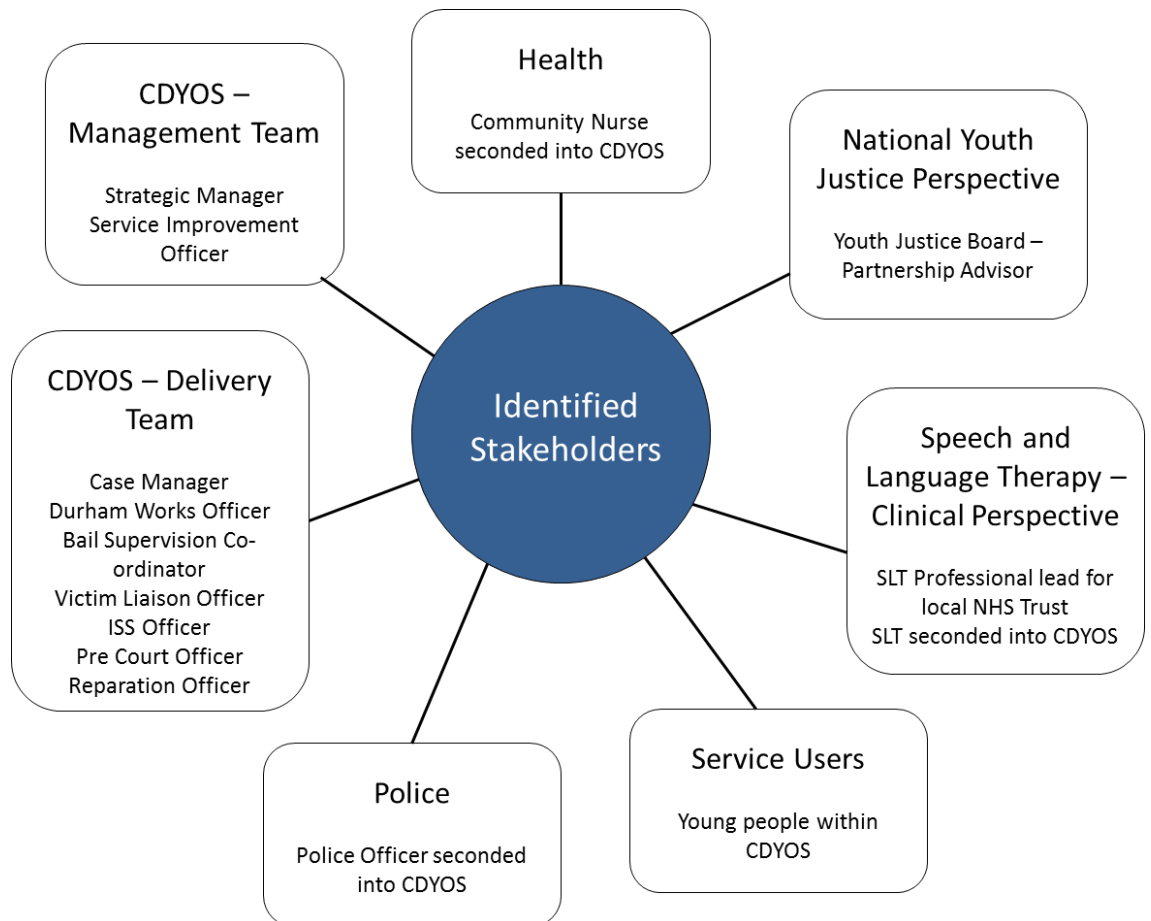 Health
Community Nurse
seconded into CDYOS
CDYOS –
Management Team
Strategic Manager
Service Improvement
Officer
National Youth
Justice Perspective
Youth Justice Board –
Partnership Advisor
CDYOS – Delivery
Team
Case Manager
Durham Works Officer
Bail Supervision Co-
ordinator
Victim Liaison Officer
ISS Officer
Pre Court Officer
Reparation Officer
Identified
Stakeholders
Speech and
Language Therapy –
Clinical Perspective
SLT Professional lead for
local NHS Trust
SLT seconded into CDYOS
Police
Police Officer seconded
into CDYOS
Service Users
Young people within
CDYOS